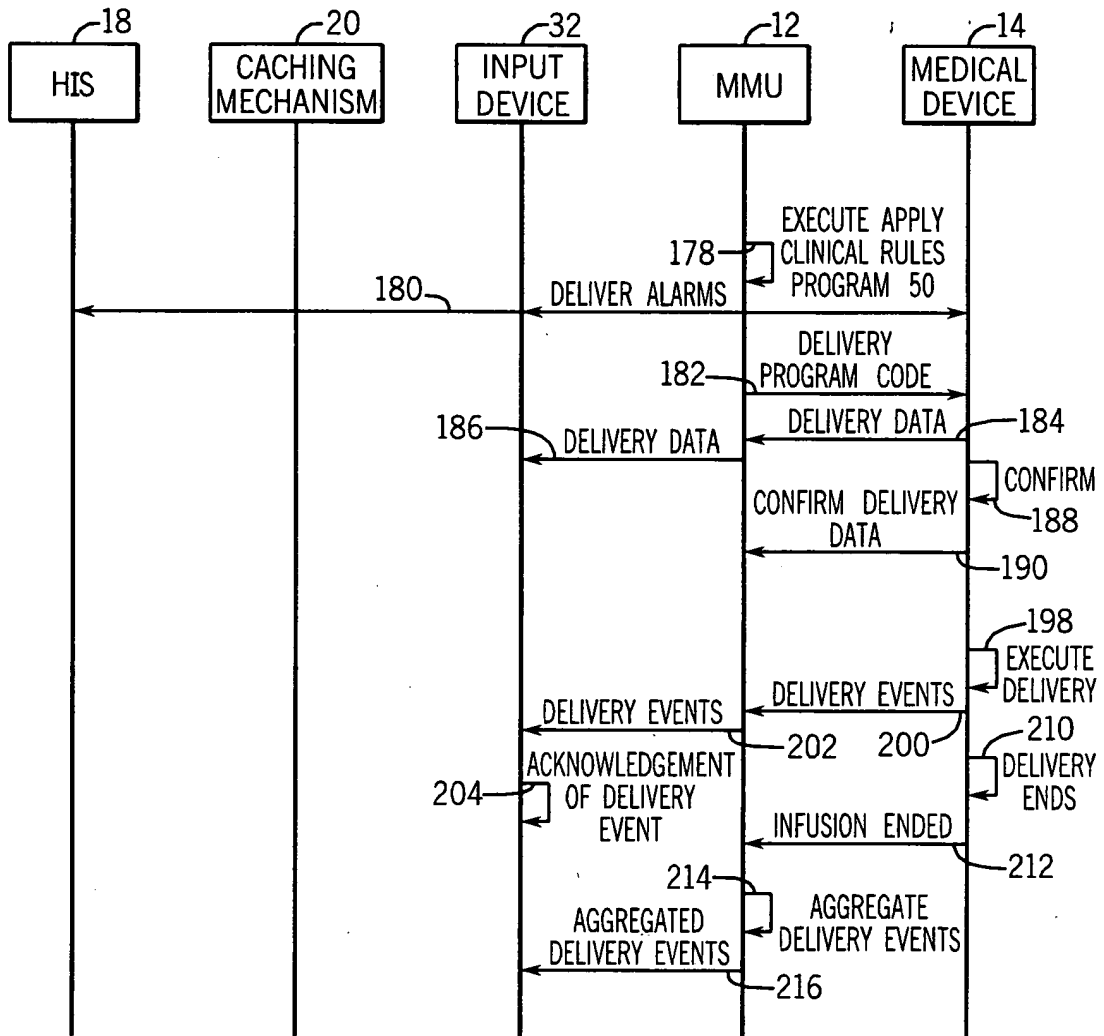 18
20
32
12
14
HIS
CACHING
MECHANISM
INPUT
DEVICE
MMU
MEDICAL
DEVICE
178
EXECUTE APPLY
CLINICAL RULES
PROGRAM 50
180
DELIVER ALARMS
182
DELIVERY
PROGRAM CODE
DELIVERY DATA
184
186
DELIVERY DATA
CONFIRM
188
CONFIRM DELIVERY
DATA
190
198
EXECUTE
DELIVERY
DELIVERY EVENTS
200
DELIVERY EVENTS
202
210
DELIVERY
ENDS
204
ACKNOWLEDGEMENT
OF DELIVERY
EVENT
INFUSION ENDED
212
214
AGGREGATE
DELIVERY EVENTS
AGGREGATED
DELIVERY EVENTS
216